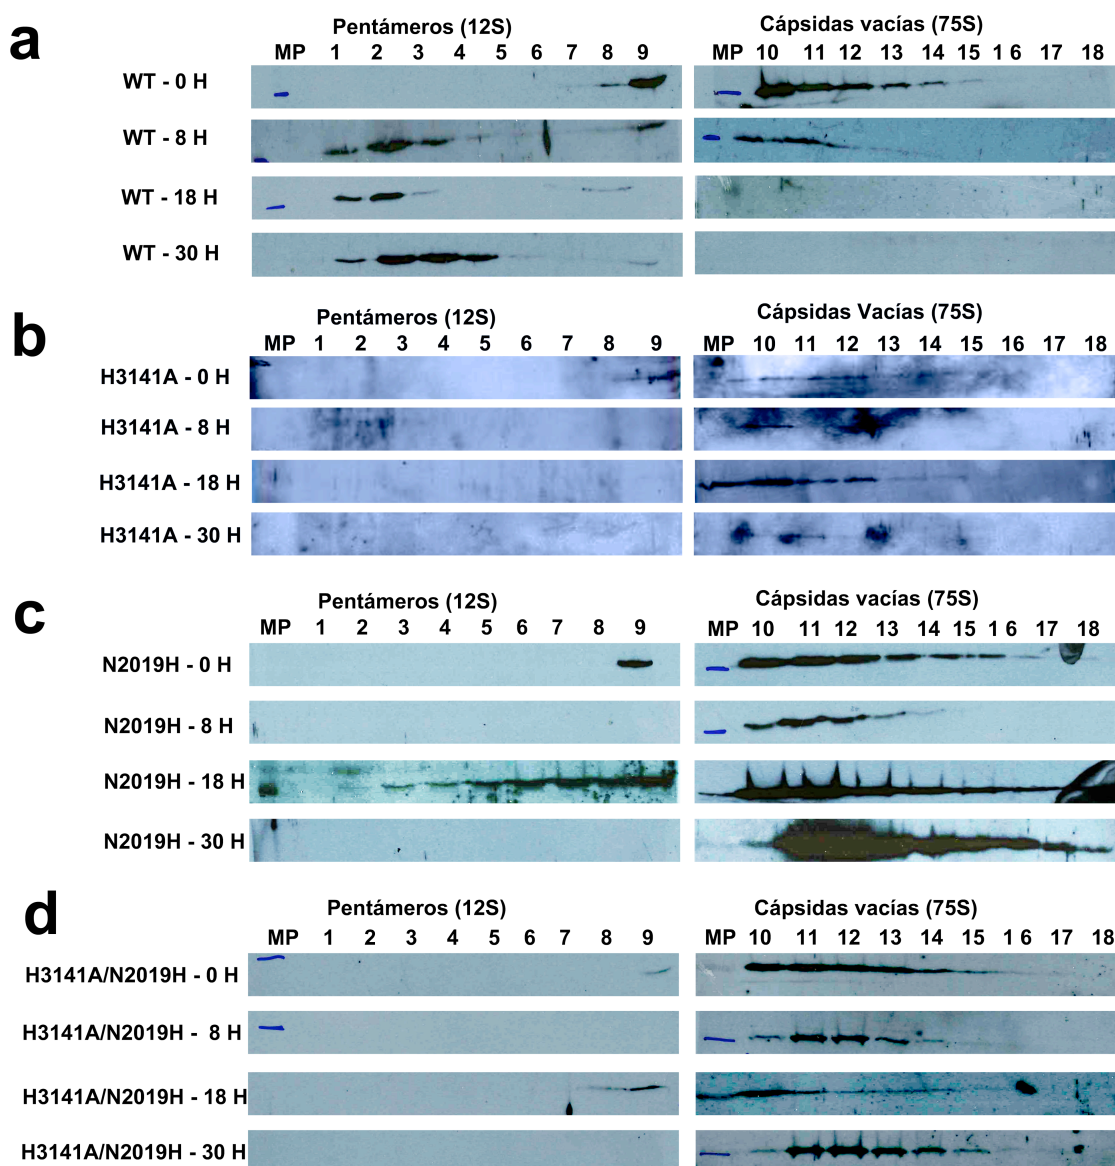 a
Pentámeros (12S) Cápsidas vacías (75S)
MP 1 2 3 4 5 6 7 8 9 MP 10 11 12 13 14 15 1 6 17 18
WT - 0 H
WT - 8 H
WT - 18 H
WT - 30 H
b
Pentámeros (12S) Cápsidas Vacías (75S)
MP 1 2 3 4 5 6 7 8 9 MP 10 11 12 13 14 15 16 17 18
H3141A - 0 H
H3141A - 8 H
H3141A - 18 H
H3141A - 30 H
c
Pentámeros (12S) Cápsidas vacías (75S)
MP 1 2 3 4 5 6 7 8 9 MP 10 11 12 13 14 15 1 6 17 18
N2019H - 0 H
N2019H - 8 H
N2019H - 18 H
N2019H - 30 H
d
Pentámeros (12S) Cápsidas vacías (75S)
MP 1 2 3 4 5 6 7 8 9 MP 10 11 12 13 14 15 1 6 17 18
H3141A/N2019H - 0 H
H3141A/N2019H - 8 H
H3141A/N2019H - 18 H
H3141A/N2019H - 30 H